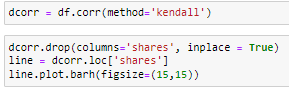 dcorr = df.corr(method='kendall')
dcorr.drop(columns='shares', inplace = True)
line = dcorr.loc['shares']
line.plot.barh(figsize=(15,15))